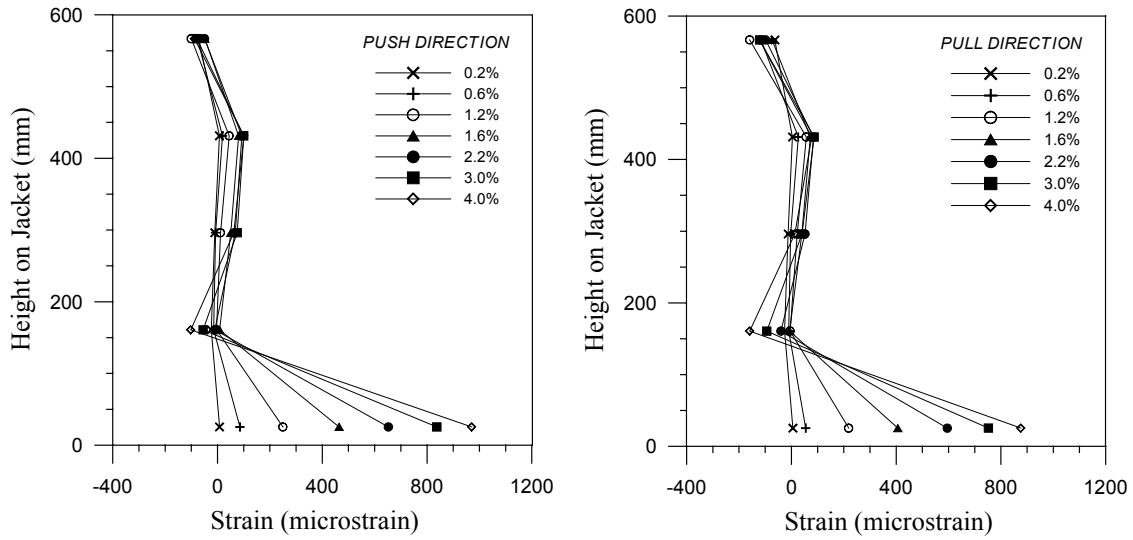 600
400
200
0
Height on Jacket (mm)
PUSH DIRECTION
0.2%
0.6%
1.2%
1.6%
2.2%
3.0%
4.0%
-400 0 400 800 1200
Strain (microstrain)
600
400
200
0
Height on Jacket (mm)
PULL DIRECTION
0.2%
0.6%
1.2%
1.6%
2.2%
3.0%
4.0%
-400 0 400 800 1200
Strain (microstrain)